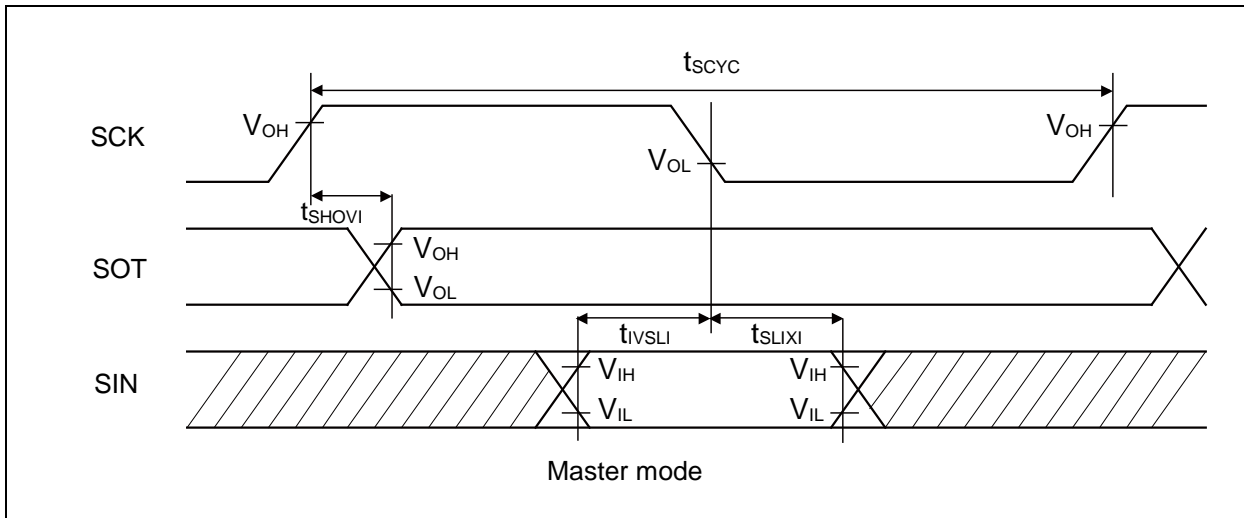 tSCYC
SCK
VOH
VOL
VOH
tSHOVI
SOT
VOH
VOL
tIVSLI
tSLIXI
SIN
VIH
VIL
VIH
VIL
Master mode